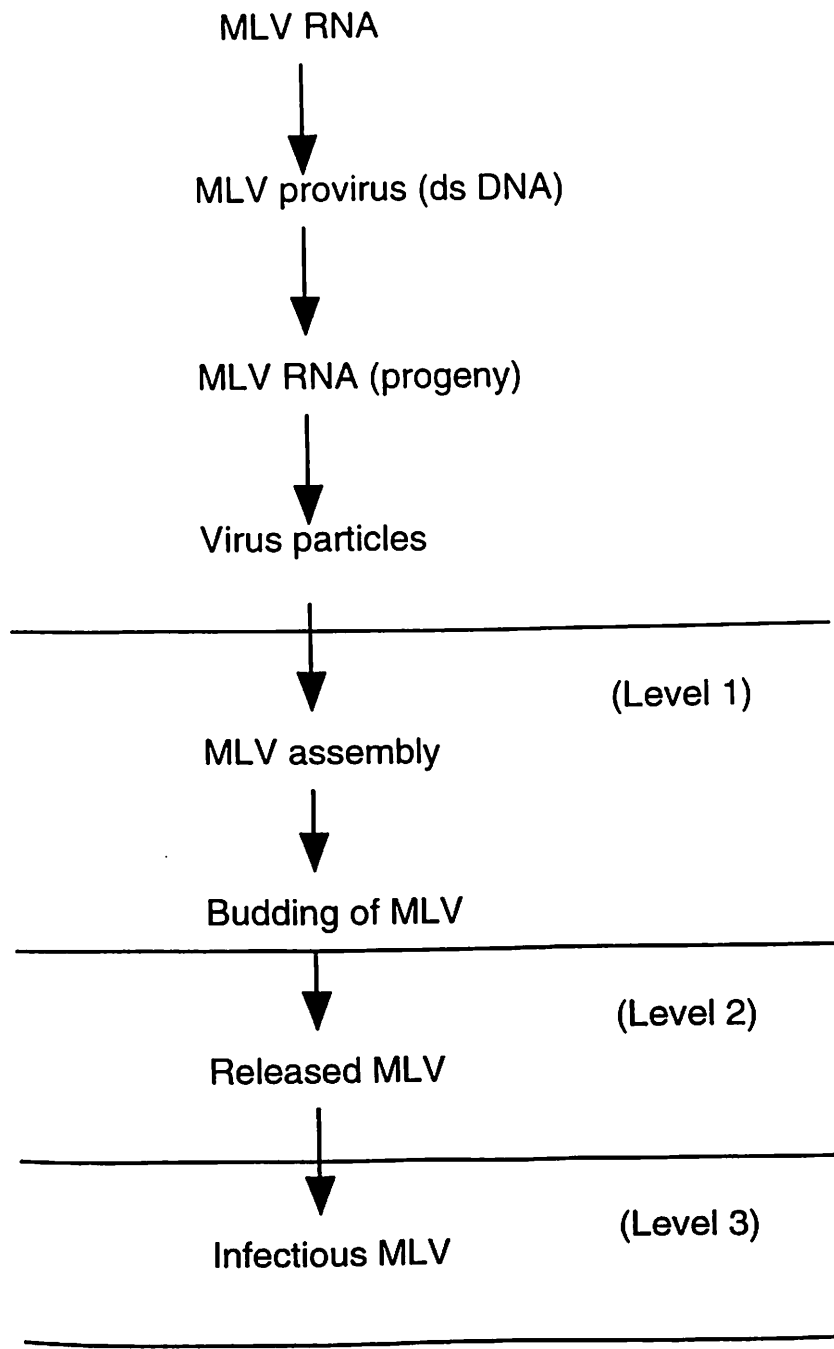 MLV RNA
MLV provirus (ds DNA)
MLV RNA (progeny)
Virus particles
(Level 1)
MLV assembly
Budding of MLV
(Level 2)
Released MLV
(Level 3)
Infectious MLV